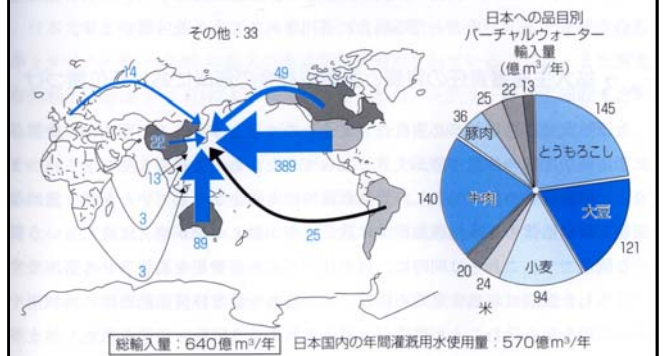 その他：33
14
49
22
13
3
3
389
89
25
日本への品目別
バーチャルウォーター
輸入量
(億m³/年)
13
22
25
36
145
とうもろこし
豚肉
140
牛肉
大豆
121
小麦
94
米
24
20
総輸入量：640億m³/年
日本国内の年間灌漑用水使用量：570億m³/年